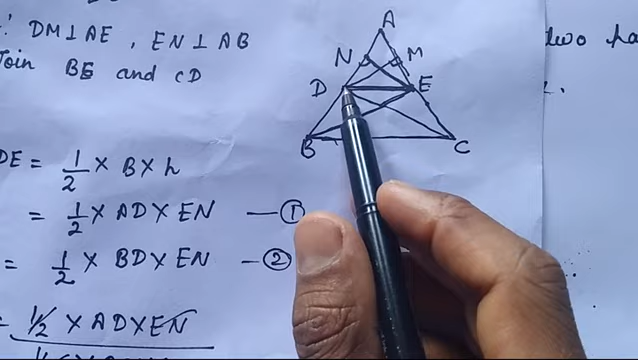 ∵ DM⊥AE, EN⊥AB
Join BE and CD
A
N
M
D
E
B
C
two
DE = 1/2 × B × h
= 1/2 × AD × EN —①
= 1/2 × BD × EN —②
= 1/2 × AD × EN